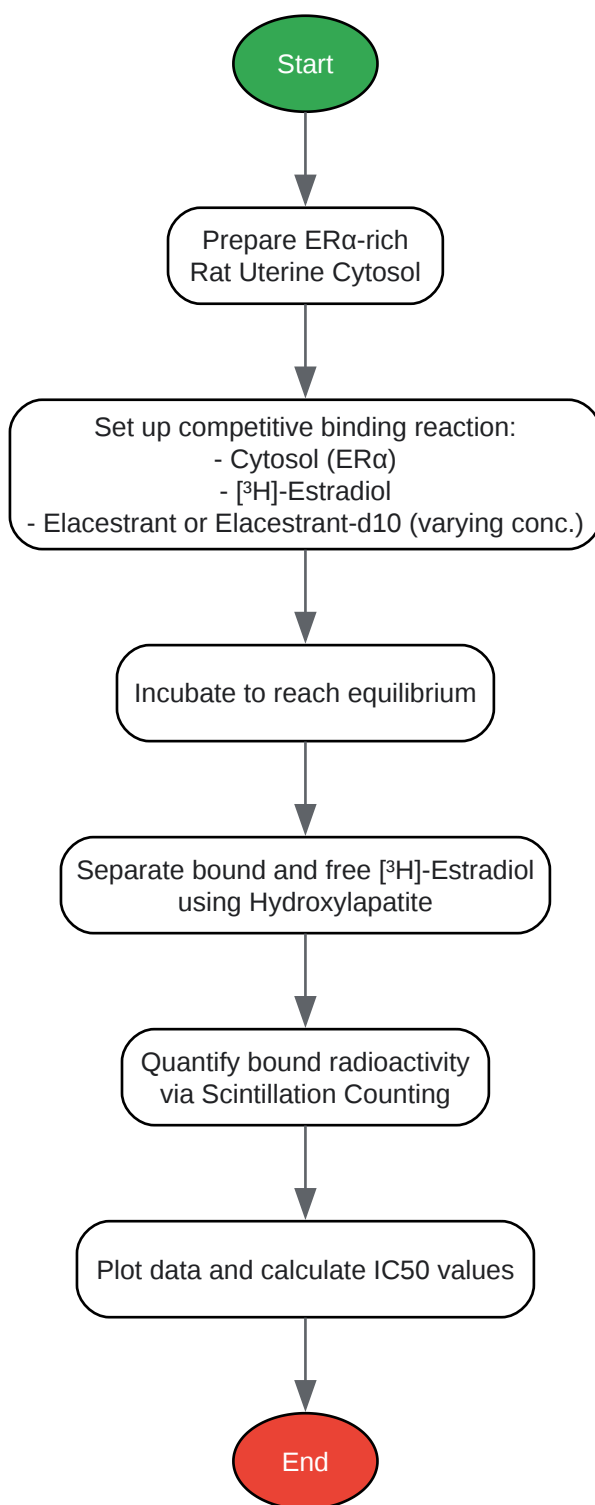 Start
Prepare ERα-rich
Rat Uterine Cytosol
Set up competitive binding reaction:
- Cytosol (ERα)
- [³H]-Estradiol
- Elacestrant or Elacestrant-d10 (varying conc.)
Incubate to reach equilibrium
Separate bound and free [³H]-Estradiol
using Hydroxylapatite
Quantify bound radioactivity
via Scintillation Counting
Plot data and calculate IC50 values
End